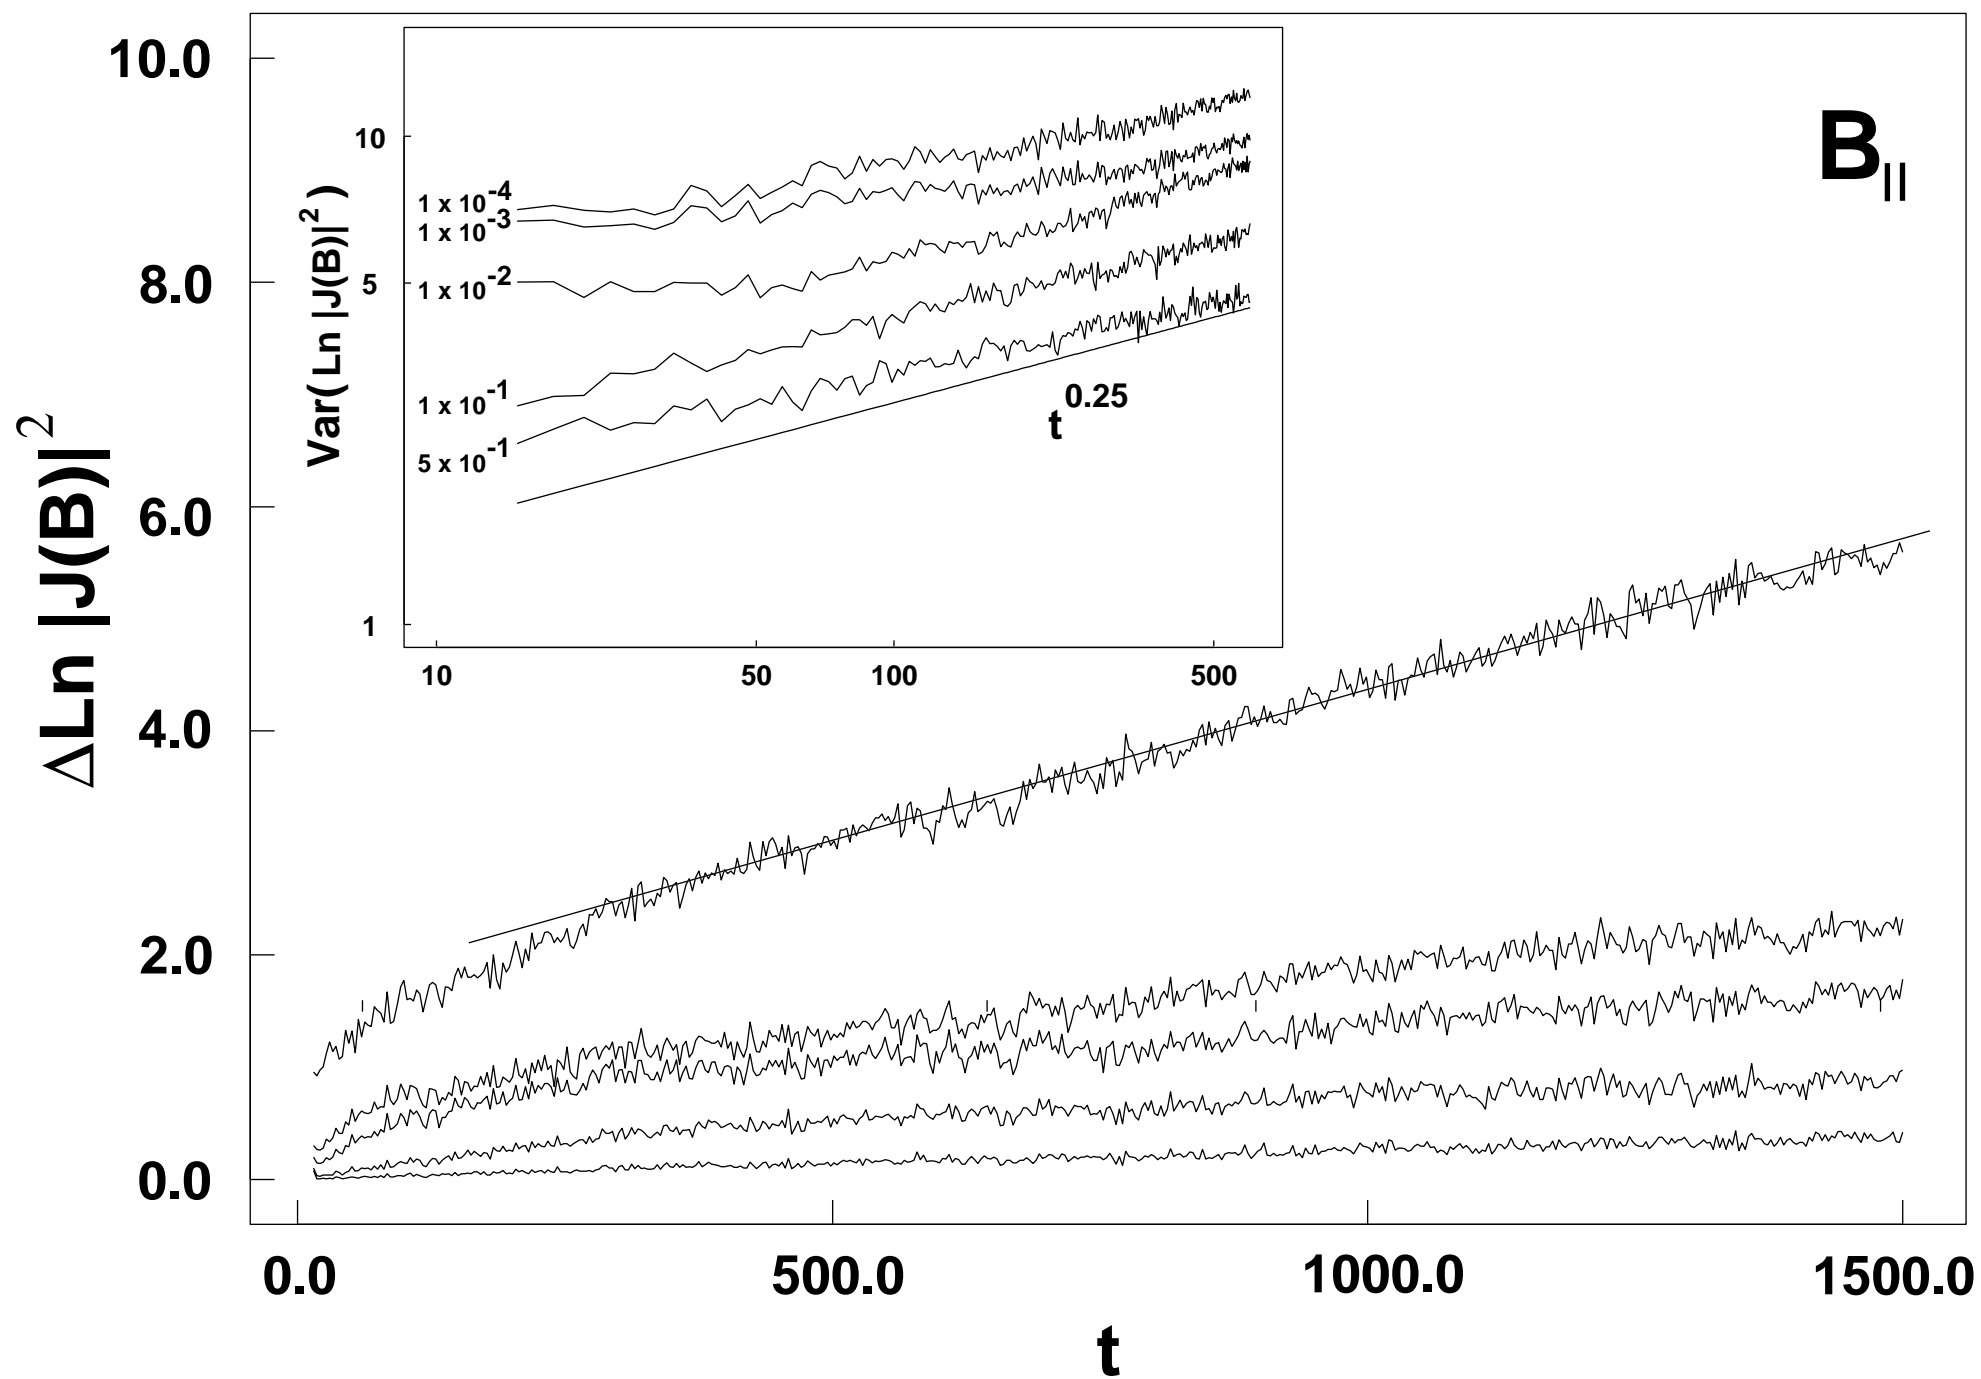 10.0
8.0
6.0
4.0
2.0
0.0
ΔLn |J(B)|²
0.0 500.0 1000.0 1500.0
t
B||
Var( Ln |J(B)|² )
10
5
1
10 50 100 500
1 x 10⁻⁴
1 x 10⁻³
1 x 10⁻²
1 x 10⁻¹
5 x 10⁻¹
t⁰·²⁵